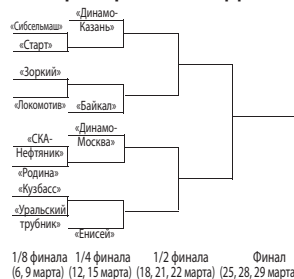 «Динамо-
Казань»
«Сибсельмаш»
«Старт»
«Зоркий»
«Локомотив»
«Байкал»
«Динамо-
Москва»
«СКА-
Нефтяник»
«Родина»
«Кузбасс»
«Уральский
трубник»
«Енисей»
1/8 финала 1/4 финала 1/2 финала Финал
(6, 9 марта) (12, 15 марта) (18, 21, 22 марта) (25, 28, 29 марта